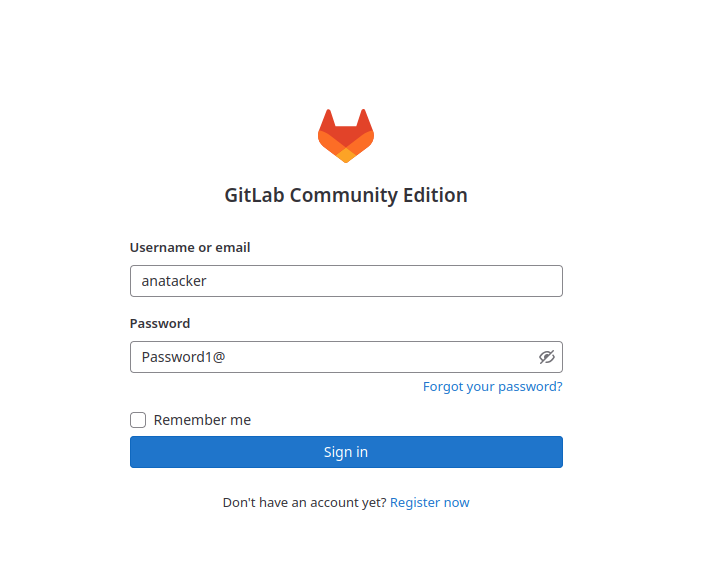 GitLab Community Edition
Username or email
anatacker
Password
Password1@
Forgot your password?
Remember me
Sign in
Don't have an account yet? Register now